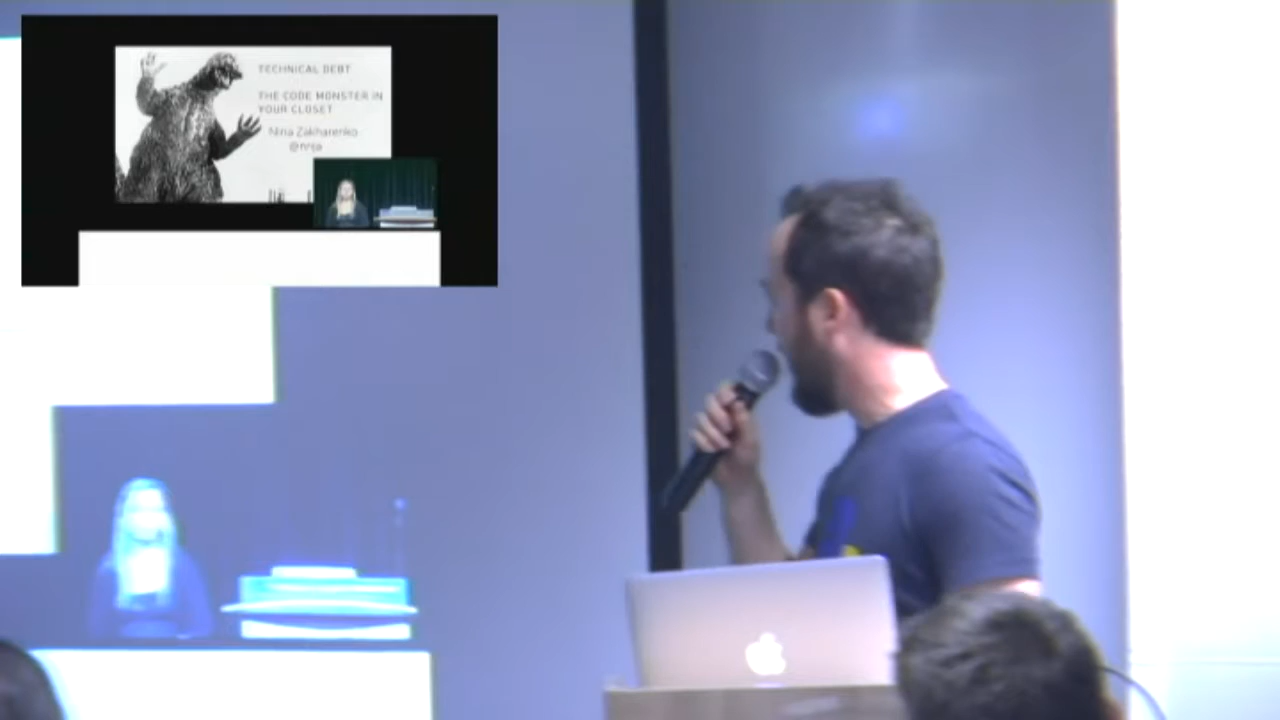 TECHNICAL DEBT
THE CODE MONSTER IN
YOUR CLOSET
Nina Zakharenko
@nnja